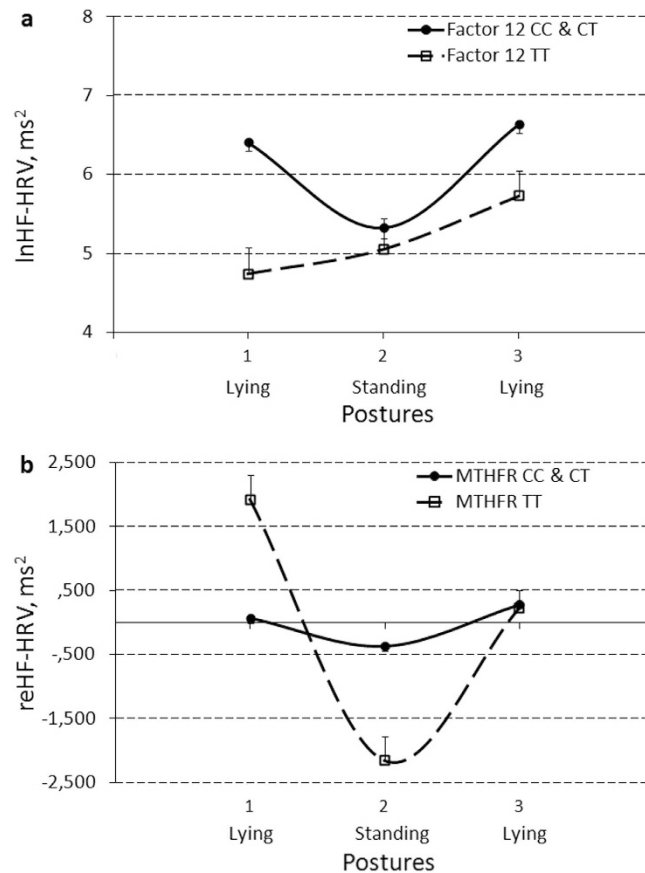 a
8
7
6
5
4
Factor 12 CC & CT
Factor 12 TT
lnHF-HRV, ms²
1
2
3
Lying
Standing
Lying
Postures
b
2,500
1,500
,500
-,500
-1,500
-2,500
MTHFR CC & CT
MTHFR TT
reHF-HRV, ms²
1
2
3
Lying
Standing
Lying
Postures